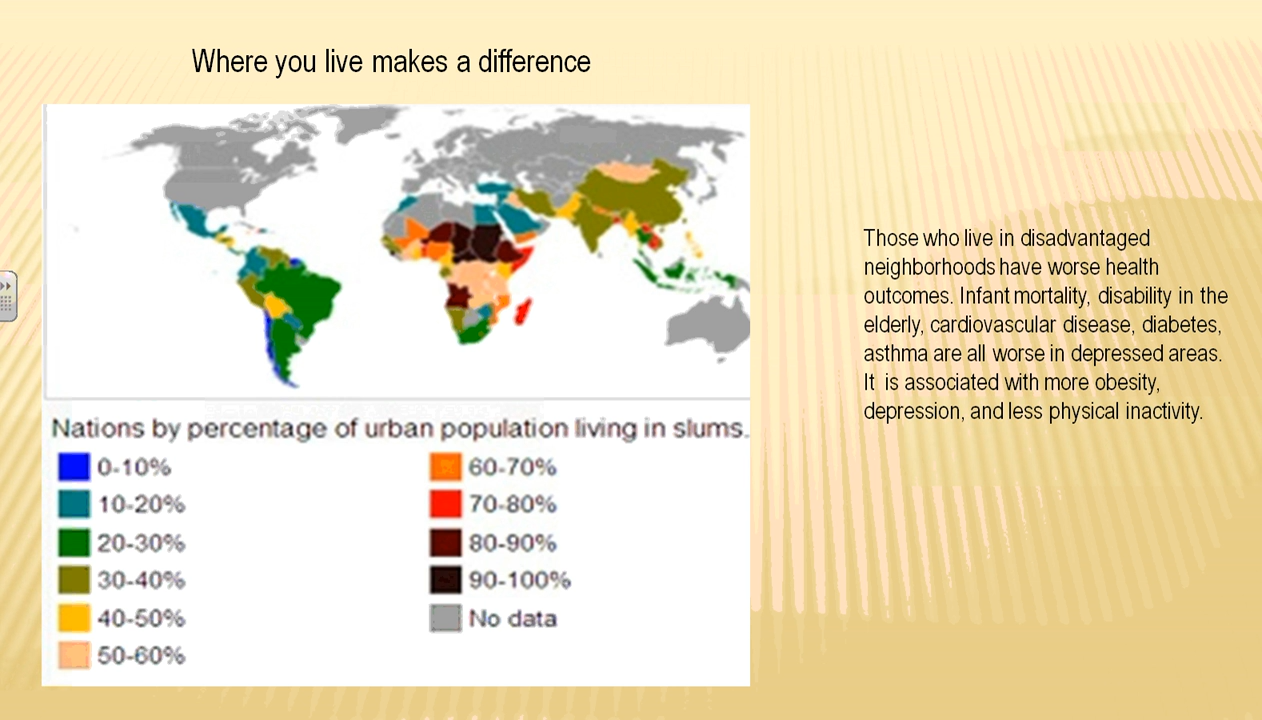 Where you live makes a difference
Those who live in disadvantaged
neighborhoods have worse health
outcomes. Infant mortality, disability in the
elderly, cardiovascular disease, diabetes,
asthma are all worse in depressed areas.
It is associated with more obesity,
depression, and less physical inactivity.
Nations by percentage of urban population living in slums.
0-10%
10-20%
20-30%
30-40%
40-50%
50-60%
60-70%
70-80%
80-90%
90-100%
No data